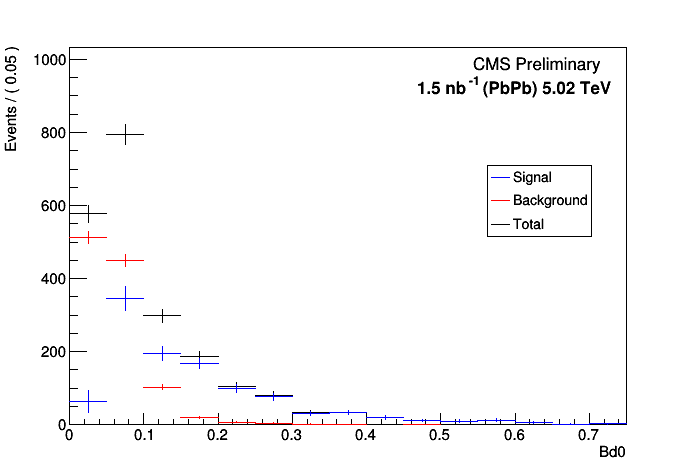 CMS Preliminary
1.5 nb-1 (PbPb) 5.02 TeV
Events / ( 0.05 )
1000
800
600
400
200
0
Signal
Background
Total
0 0.1 0.2 0.3 0.4 0.5 0.6 0.7
Bd0